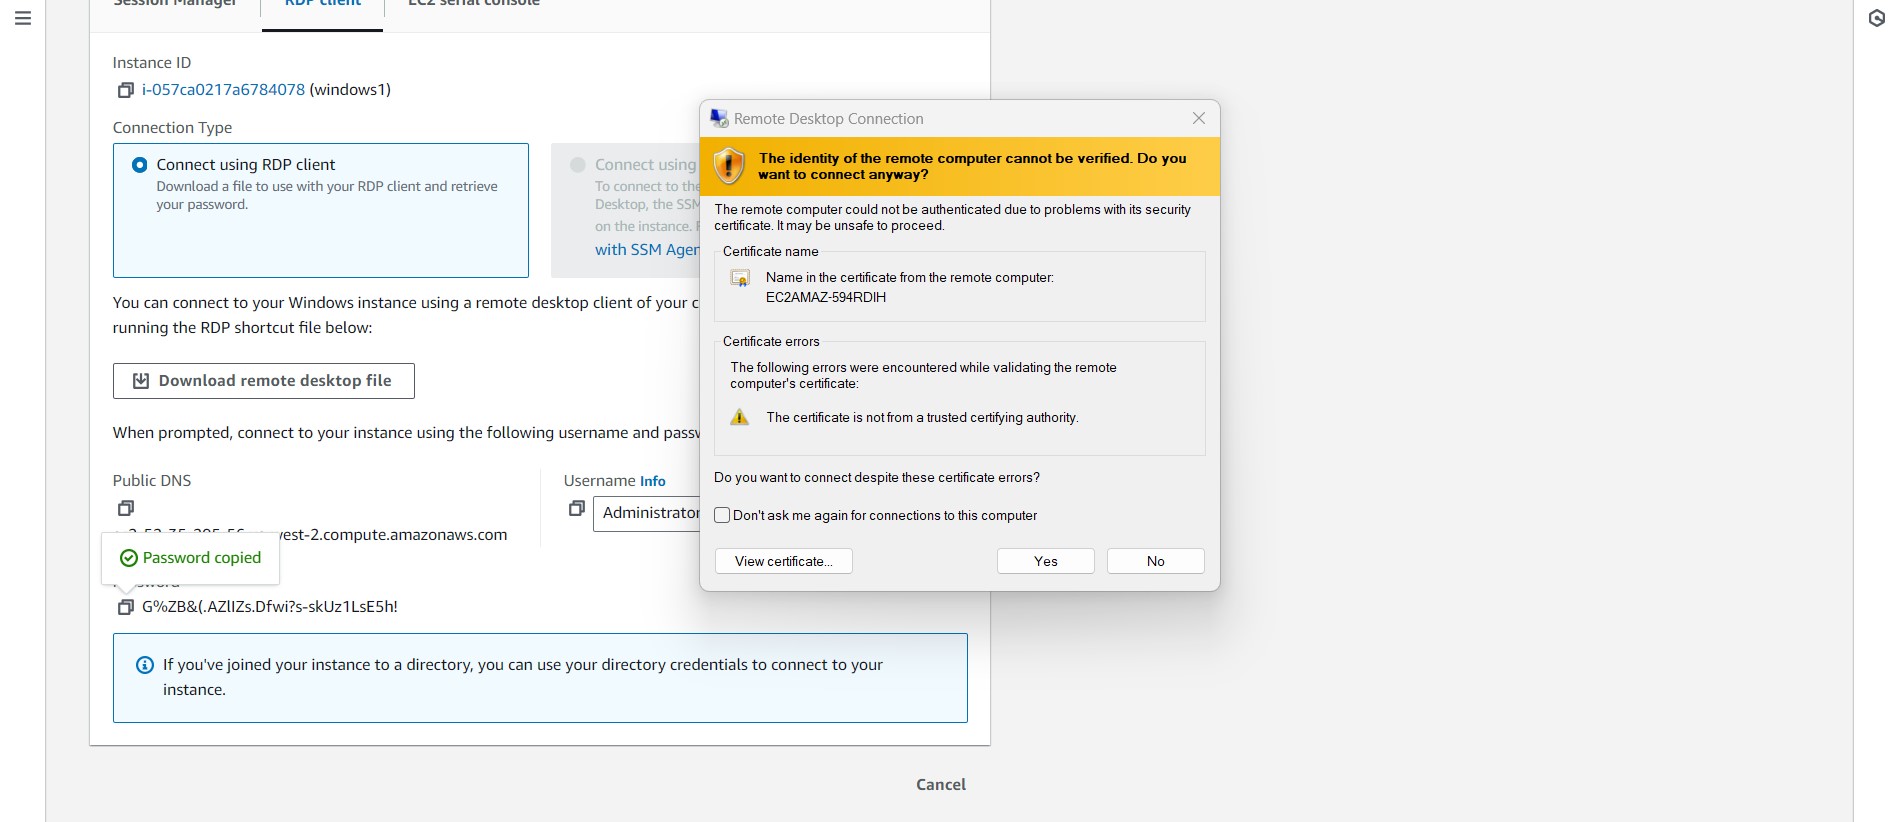 Session Manager
RDP client
EC2 serial console
Instance ID
i-057ca0217a6784078 (windows1)
Connection Type
Connect using RDP client
Download a file to use with your RDP client and retrieve
your password.
Connect using
To connect to the
Desktop, the SSM
on the instance.
with SSM Agen
You can connect to your Windows instance using a remote desktop client of your c
running the RDP shortcut file below:
Download remote desktop file
When prompted, connect to your instance using the following username and passw
Public DNS
west-2.compute.amazonaws.com
Username Info
Administrator
Password copied
Password
G%ZB&(.AZlIZs.Dfwi?s-skUz1LsE5h!
If you've joined your instance to a directory, you can use your directory credentials to connect to your
instance.
Cancel
Remote Desktop Connection
The identity of the remote computer cannot be verified. Do you
want to connect anyway?
The remote computer could not be authenticated due to problems with its security
certificate. It may be unsafe to proceed.
Certificate name
Name in the certificate from the remote computer:
EC2AMAZ-594RDIH
Certificate errors
The following errors were encountered while validating the remote
computer's certificate:
The certificate is not from a trusted certifying authority.
Do you want to connect despite these certificate errors?
Don't ask me again for connections to this computer
View certificate...
Yes
No